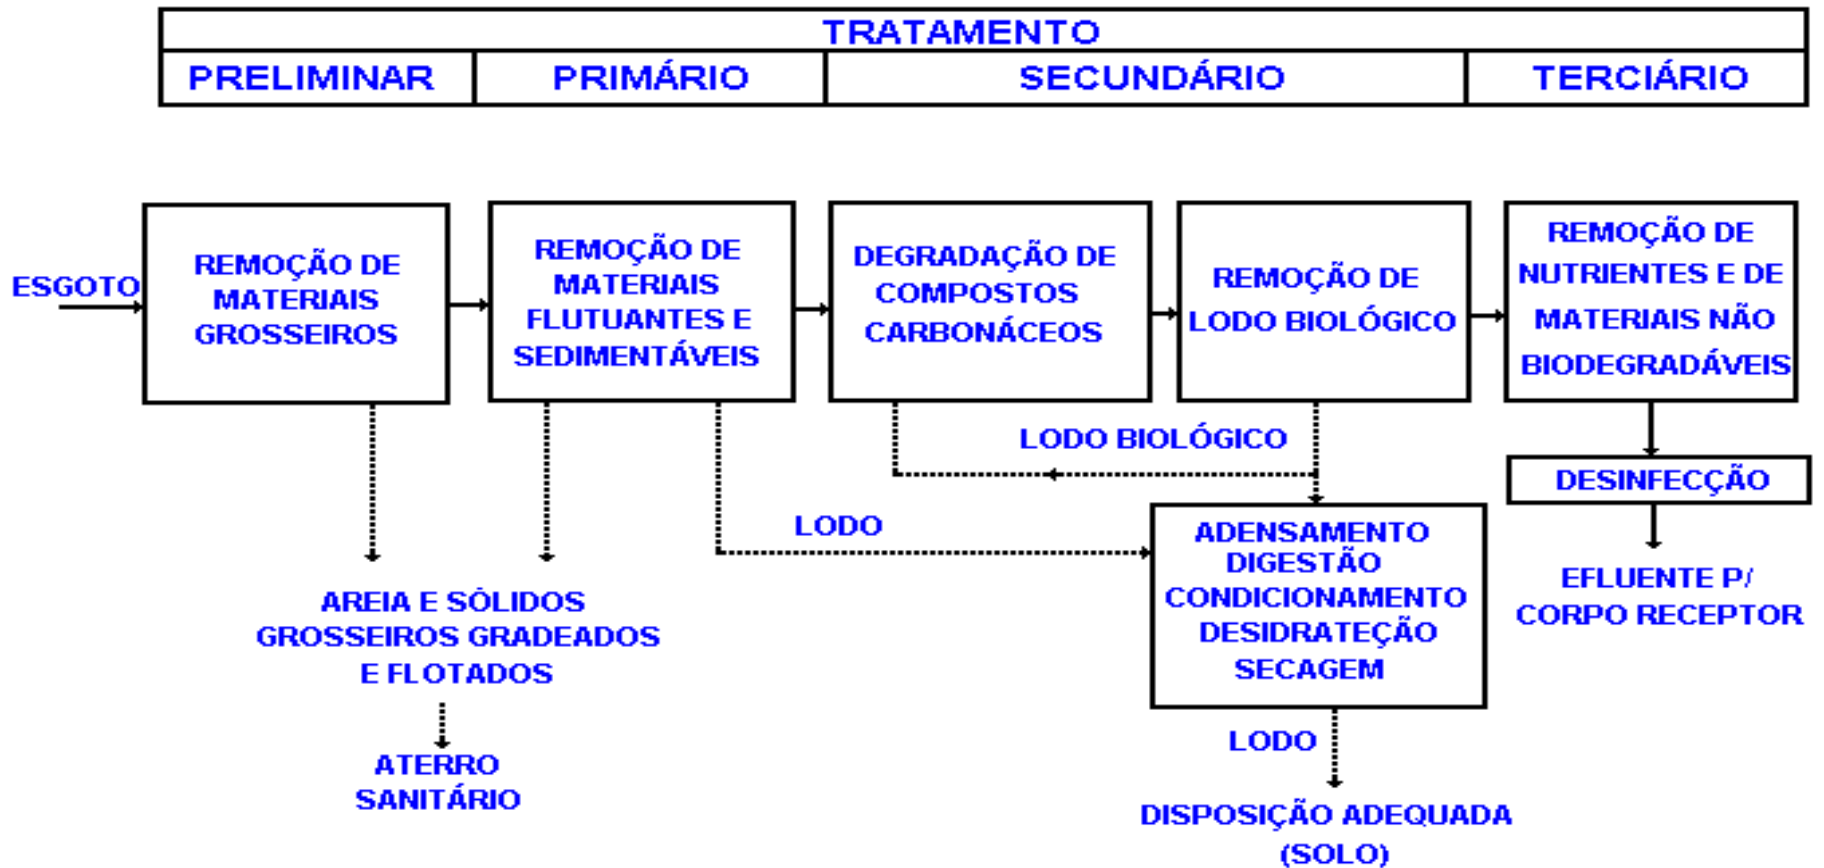 TRATAMENTO
PRELIMINAR
PRIMÁRIO
SECUNDÁRIO
TERCIÁRIO
ESGOTO
REMOÇÃO DE
MATERIAIS
GROSSEIROS
REMOÇÃO DE
MATERIAIS
FLUTUANTES E
SEDIMENTÁVEIS
DEGRADAÇÃO DE
COMPOSTOS
CARBONÁCEOS
REMOÇÃO DE
LODO BIOLÓGICO
REMOÇÃO DE
NUTRIENTES E DE
MATERIAIS NÃO
BIODEGRADÁVEIS
LODO BIOLÓGICO
DESINFECÇÃO
LODO
ADENSAMENTO
DIGESTÃO
CONDICIONAMENTO
DESIDRATEÇÃO
SECAGEM
EFLUENTE P/
CORPO RECEPTOR
AREIA E SÓLIDOS
GROSSEIROS GRADEADOS
E FLOTADOS
LODO
ATERRO
SANITÁRIO
DISPOSIÇÃO ADEQUADA
(SOLO)